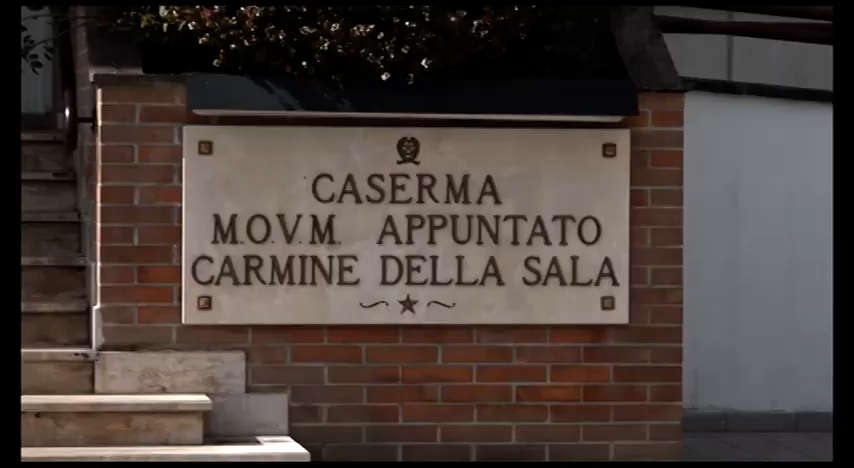 CASERMA
M.O.V.M. APPUNTATO
CARMINE DELLA SALA